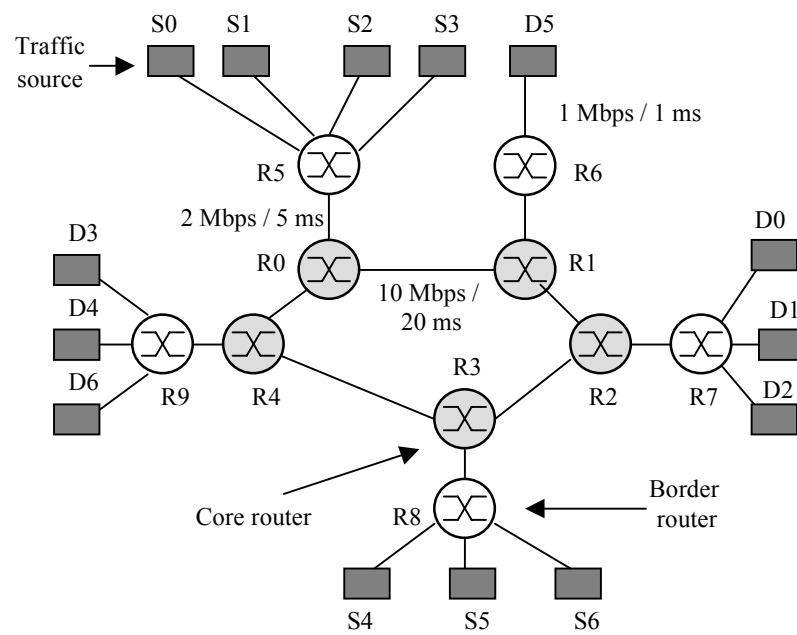 S0
S1
S2
S3
D5
Traffic
source
1 Mbps / 1 ms
R5
R6
2 Mbps / 5 ms
D3
D0
R0
R1
10 Mbps /
20 ms
D4
D1
R3
D6
R9
R4
R2
R7
D2
Core router
R8
Border
router
S4
S5
S6